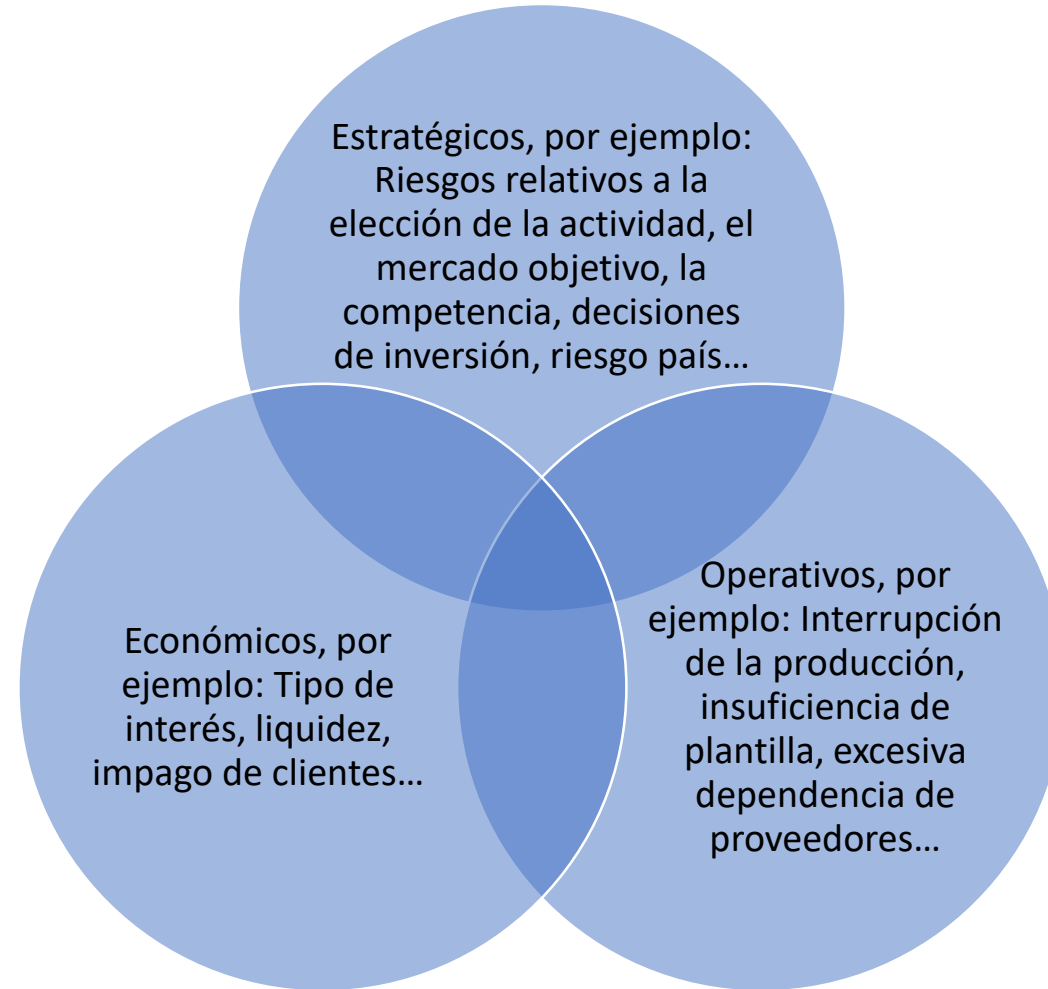 Estratégicos, por ejemplo:
Riesgos relativos a la
elección de la actividad, el
mercado objetivo, la
competencia, decisiones
de inversión, riesgo país…
Económicos, por
ejemplo: Tipo de
interés, liquidez,
impago de clientes…
Operativos, por
ejemplo: Interrupción
de la producción,
insuficiencia de
plantilla, excesiva
dependencia de
proveedores…